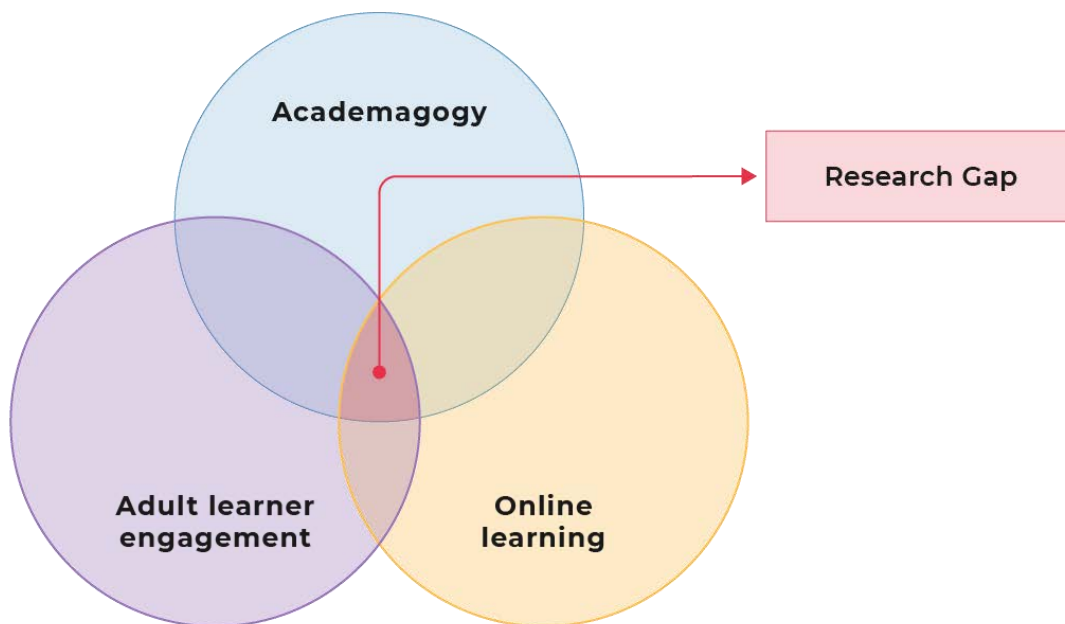 Academagogy
Research Gap
Adult learner
engagement
Online
learning